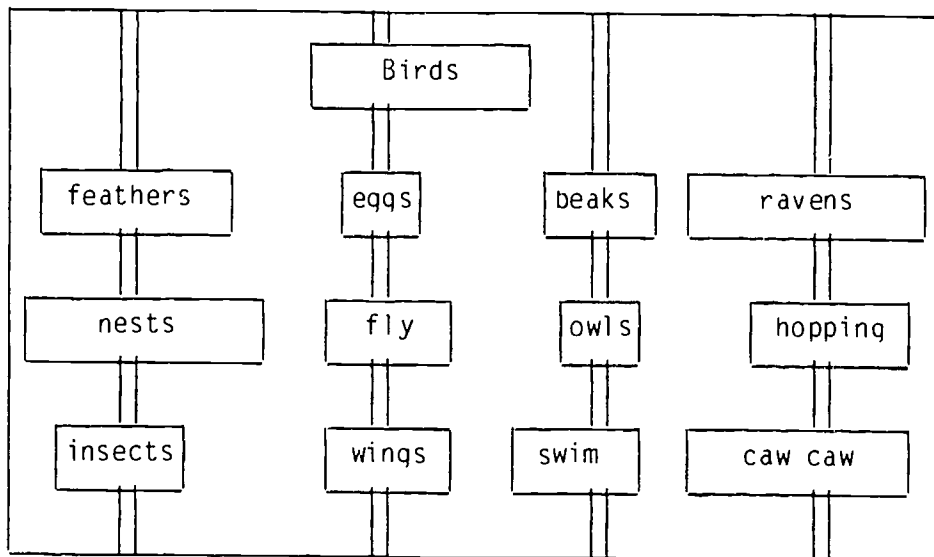 Birds
feathers eggs beaks ravens
nests fly owls hopping
insects wings swim caw caw